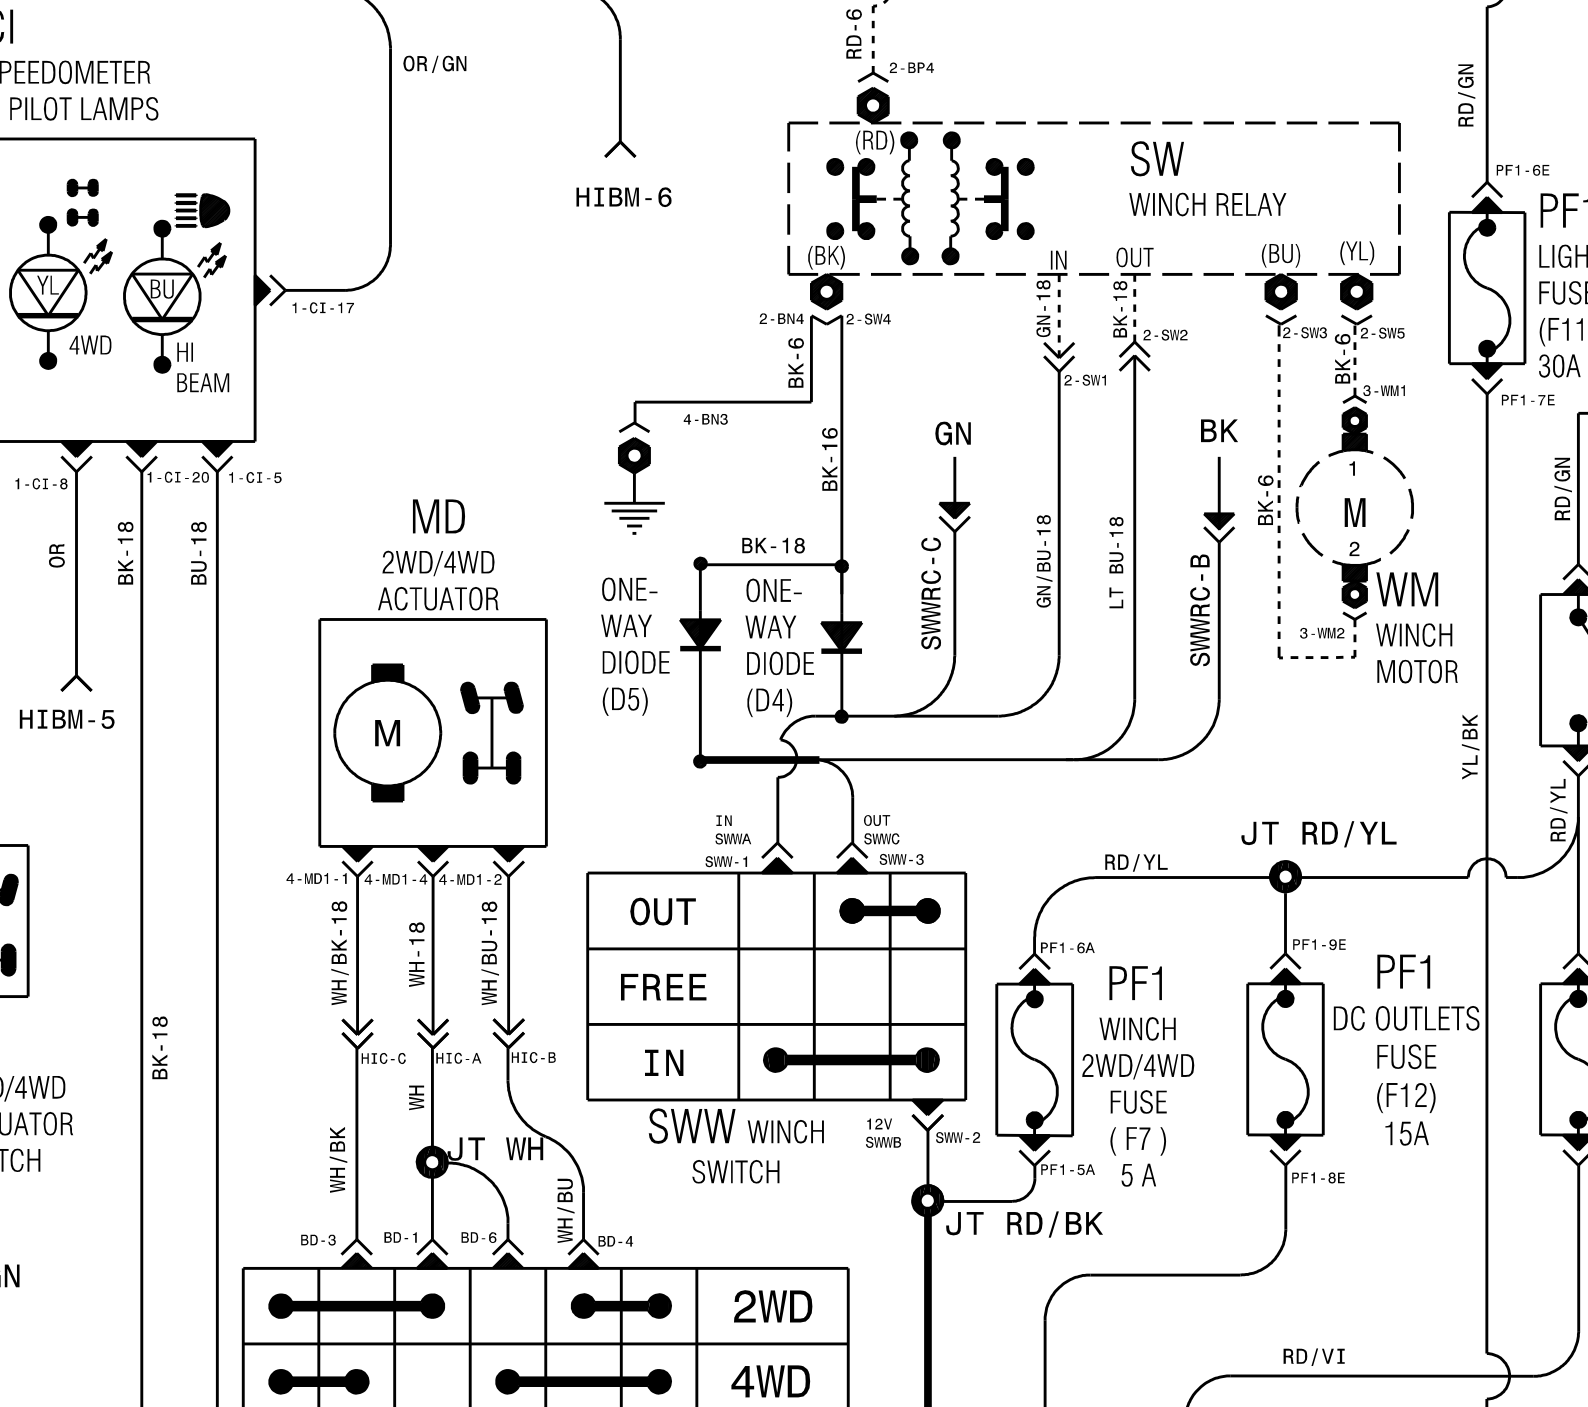 CI
PEEDOMETER
PILOT LAMPS
OR/GN
HIBM-6
RD-6
2-BP4
(RD)
SW
WINCH RELAY
(BK)
IN
OUT
(BU)
(YL)
RD/GN
PF1-6E
PF1
LIGH
FUSE
(F11
30A
PF1-7E
YL
BU
4WD
HI
BEAM
1-CI-17
1-CI-8
1-CI-20
1-CI-5
OR
BK-18
BU-18
HIBM-5
2-BN4
2-SW4
BK-6
4-BN3
BK-16
GN-18
BK-18
2-SW2
2-SW1
2-SW3
2-SW5
BK-6
3-WM1
BK-6
1
M
2
WM
WINCH
MOTOR
3-WM2
GN
BK
SWWRC-C
GN/BU-18
LT BU-18
SWWRC-B
RD/GN
YL/BK
RD/YL
MD
2WD/4WD
ACTUATOR
M
BK-18
ONE-
WAY
DIODE
(D5)
ONE-
WAY
DIODE
(D4)
4-MD1-1
4-MD1-4
4-MD1-2
WH/BK-18
WH-18
WH/BU-18
HIC-C
HIC-A
HIC-B
WH
WH/BK
JT WH
WH/BU
BK-18
D/4WD
UATOR
TCH
GN
IN
SWWA
SWW-1
OUT
SWWC
SWW-3
OUT
FREE
IN
SWW WINCH
SWITCH
12V
SWWB
SWW-2
JT RD/YL
RD/YL
PF1-6A
PF1
WINCH
2WD/4WD
FUSE
(F7)
5 A
PF1-5A
JT RD/BK
PF1-9E
PF1
DC OUTLETS
FUSE
(F12)
15A
PF1-8E
RD/VI
BD-3
BD-1
BD-6
BD-4
2WD
4WD